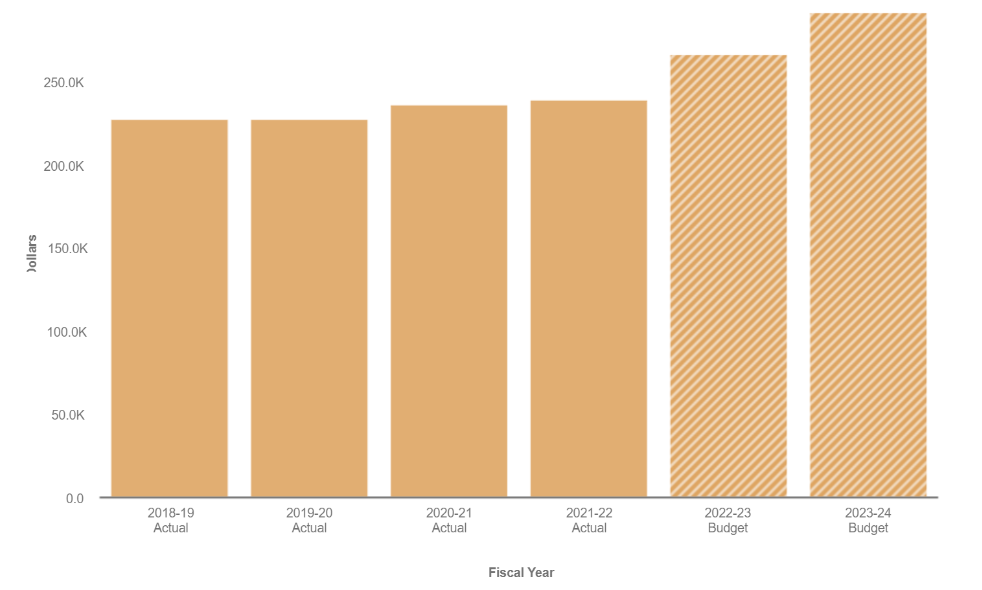 250.0K
200.0K
150.0K
100.0K
50.0K
0.0
ollars
2018-19
Actual
2019-20
Actual
2020-21
Actual
2021-22
Actual
2022-23
Budget
2023-24
Budget
Fiscal Year